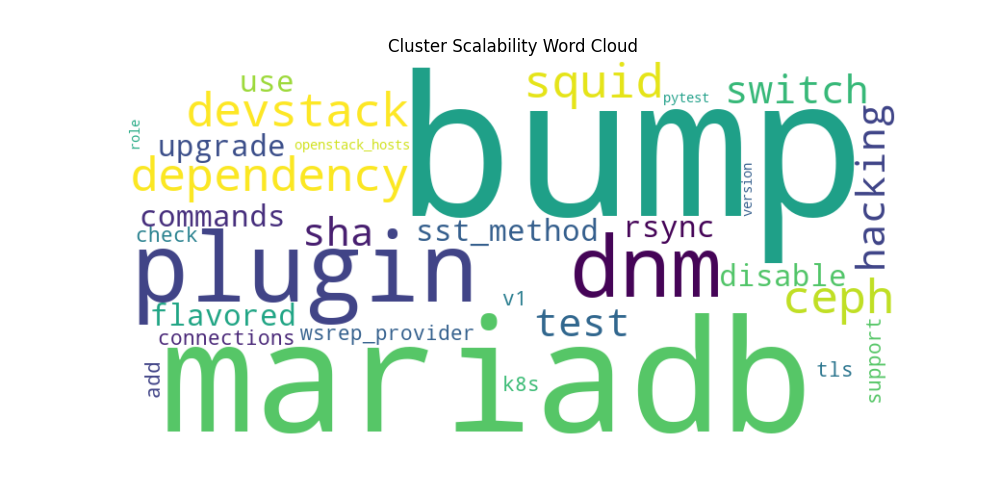 Cluster Scalability Word Cloud
use
squid
pytest
switch
devstack
bump
role
upgrade
openstack_hosts
hacking
dependency
version
commands
check
sha
sst_method
rsync
plugin
dnm
disable
v1
ceph
flavored
test
connections
wsrep_provider
support
add
mariadb
k8s
tls